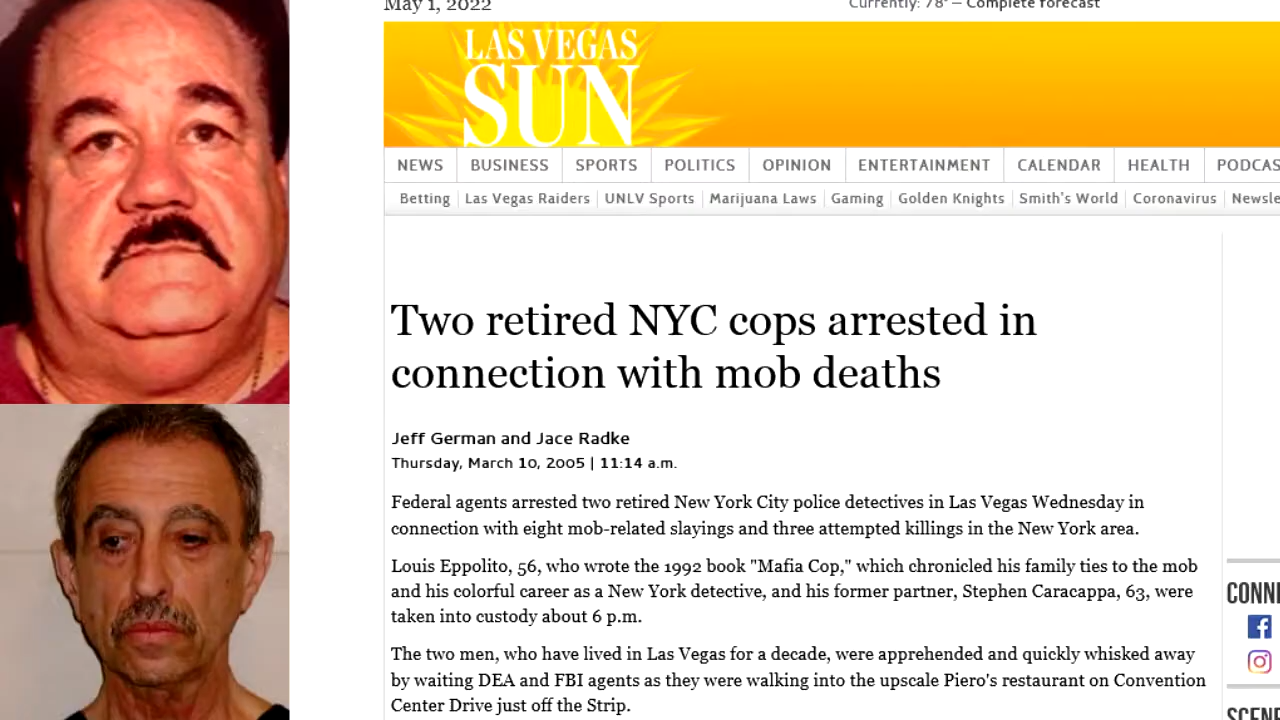 May 1, 2022
Currently: 78° — Complete forecast
LAS VEGAS
SUN
NEWS BUSINESS SPORTS POLITICS OPINION ENTERTAINMENT CALENDAR HEALTH PODCAS
Betting Las Vegas Raiders UNLV Sports Marijuana Laws Gaming Golden Knights Smith's World Coronavirus Newsle
Two retired NYC cops arrested in
connection with mob deaths
Jeff German and Jace Radke
Thursday, March 10, 2005 | 11:14 a.m.
Federal agents arrested two retired New York City police detectives in Las Vegas Wednesday in
connection with eight mob-related slayings and three attempted killings in the New York area.
Louis Eppolito, 56, who wrote the 1992 book "Mafia Cop," which chronicled his family ties to the mob
and his colorful career as a New York detective, and his former partner, Stephen Caracappa, 63, were
taken into custody about 6 p.m.
The two men, who have lived in Las Vegas for a decade, were apprehended and quickly whisked away
by waiting DEA and FBI agents as they were walking into the upscale Piero's restaurant on Convention
Center Drive just off the Strip.
CONNE
SCENE